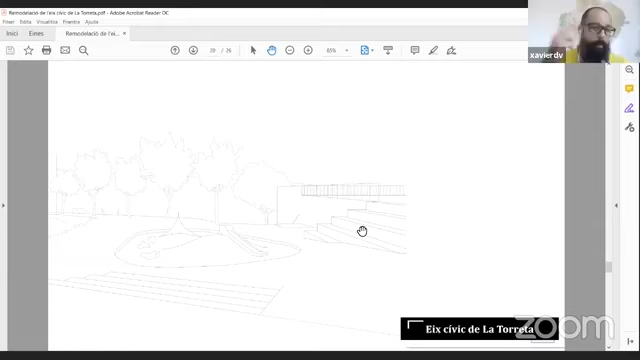 Remodelació de l'eix cívic de La Torreta.pdf - Adobe Acrobat Reader DC
Fitxer Edita Visualitza Finestra Ajuda
Inici Eines Remodelació de l'ei...
20 / 26
65%
xavierdv
Eix cívic de La Torreta
zoom